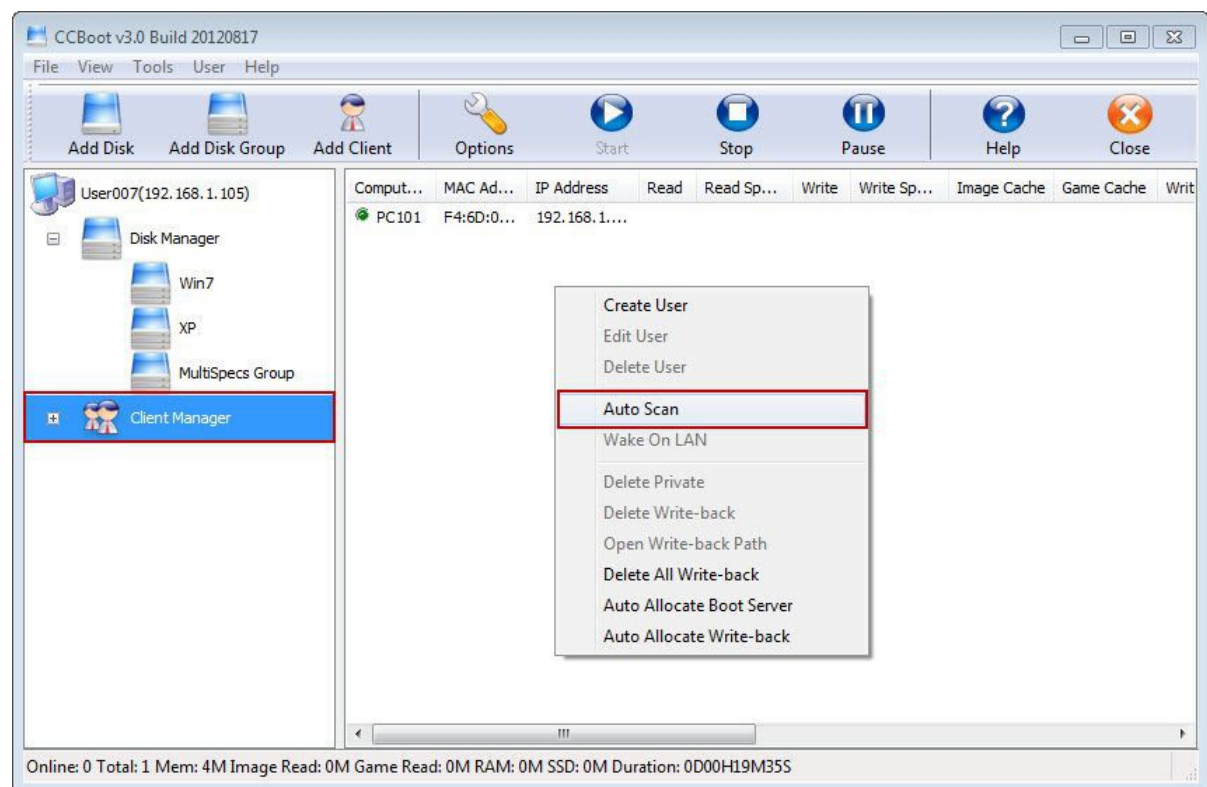 CCBoot v3.0 Build 20120817
File View Tools User Help
Add Disk Add Disk Group Add Client Options Start Stop Pause Help Close
User007(192.168.1.105)
Disk Manager
Win7
XP
MultiSpecs Group
Client Manager
Comput... MAC Ad... IP Address Read Read Sp... Write Write Sp... Image Cache Game Cache Writ
PC101 F4:6D:0... 192.168.1....
Create User
Edit User
Delete User
Auto Scan
Wake On LAN
Delete Private
Delete Write-back
Open Write-back Path
Delete All Write-back
Auto Allocate Boot Server
Auto Allocate Write-back
Online: 0 Total: 1 Mem: 4M Image Read: 0M Game Read: 0M RAM: 0M SSD: 0M Duration: 0D00H19M35S